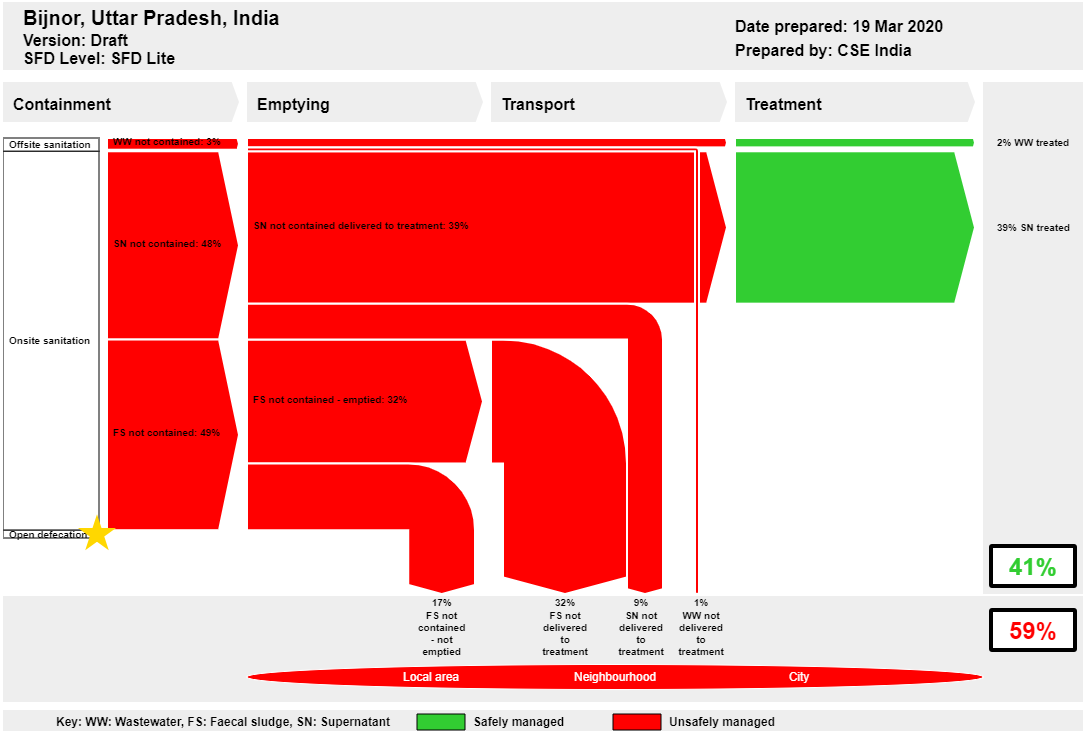 Bijnor, Uttar Pradesh, India
Version: Draft
SFD Level: SFD Lite
Date prepared: 19 Mar 2020
Prepared by: CSE India
Containment
Emptying
Transport
Treatment
Offsite sanitation
WW not contained: 3%
2% WW treated
SN not contained delivered to treatment: 39%
39% SN treated
SN not contained: 48%
Onsite sanitation
FS not contained - emptied: 32%
FS not contained: 49%
Open defecation
41%
59%
17%
FS not
contained
- not
emptied
32%
FS not
delivered
to
treatment
9%
SN not
delivered
to
treatment
1%
WW not
delivered
to
treatment
Local area
Neighbourhood
City
Key: WW: Wastewater, FS: Faecal sludge, SN: Supernatant
Safely managed
Unsafely managed